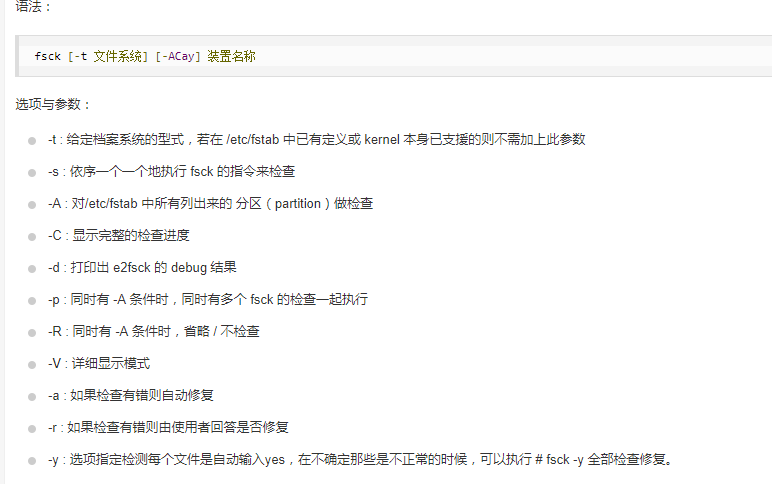 语法：
fsck [-t 文件系统] [-ACay] 装置名称
选项与参数：
-t : 给定档案系统的型式，若在 /etc/fstab 中已有定义或 kernel 本身已支援的则不需加上此参数
-s : 依序一个一个地执行 fsck 的指令来检查
-A : 对/etc/fstab 中所有列出来的 分区（partition）做检查
-C : 显示完整的检查进度
-d : 打印出 e2fsck 的 debug 结果
-p : 同时有 -A 条件时，同时有多个 fsck 的检查一起执行
-R : 同时有 -A 条件时，省略 / 不检查
-V : 详细显示模式
-a : 如果检查有错则自动修复
-r : 如果检查有错则由使用者回答是否修复
-y : 选项指定检测每个文件是自动输入yes，在不确定那些是不正常的时候，可以执行 # fsck -y 全部检查修复。